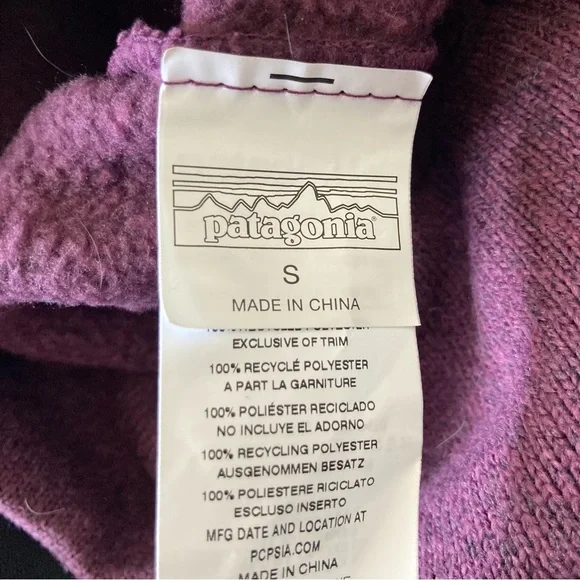 patagonia®
S
MADE IN CHINA
EXCLUSIVE OF TRIM
100% RECYCLÉ POLYESTER
A PART LA GARNITURE
100% POLIÉSTER RECICLADO
NO INCLUYE EL ADORNO
100% RECYCLING POLYESTER
AUSGENOMMEN BESATZ
100% POLIESTERE RICICLATO
ESCLUSO INSERTO
MFG DATE AND LOCATION AT
PCPSIA.COM
MADE IN CHINA